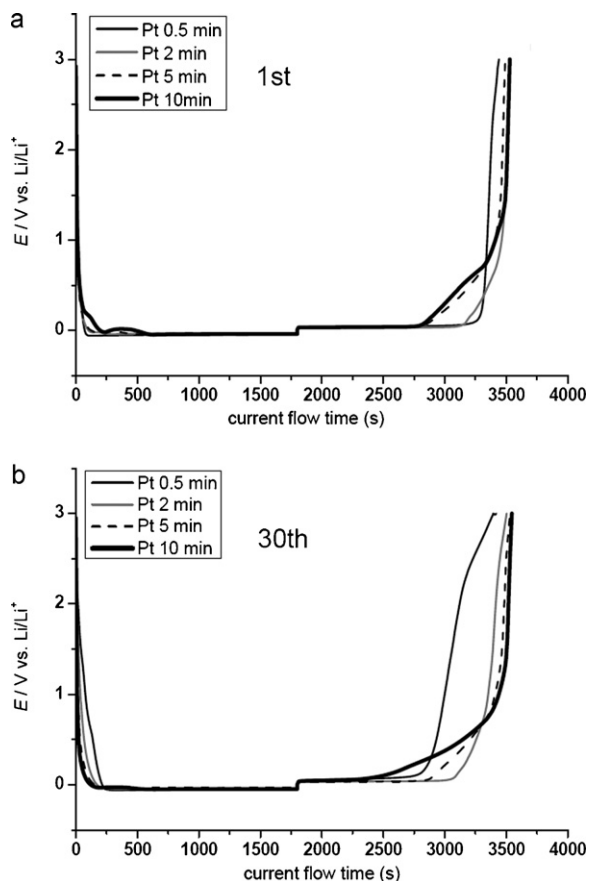 a
Pt 0.5 min
Pt 2 min
Pt 5 min
Pt 10min
1st
3
2
1
0
E / V vs. Li/Li⁺
0 500 1000 1500 2000 2500 3000 3500 4000
current flow time (s)
b
Pt 0.5 min
Pt 2 min
Pt 5 min
Pt 10 min
30th
3
2
1
0
E / V vs. Li/Li⁺
0 500 1000 1500 2000 2500 3000 3500 4000
current flow time (s)